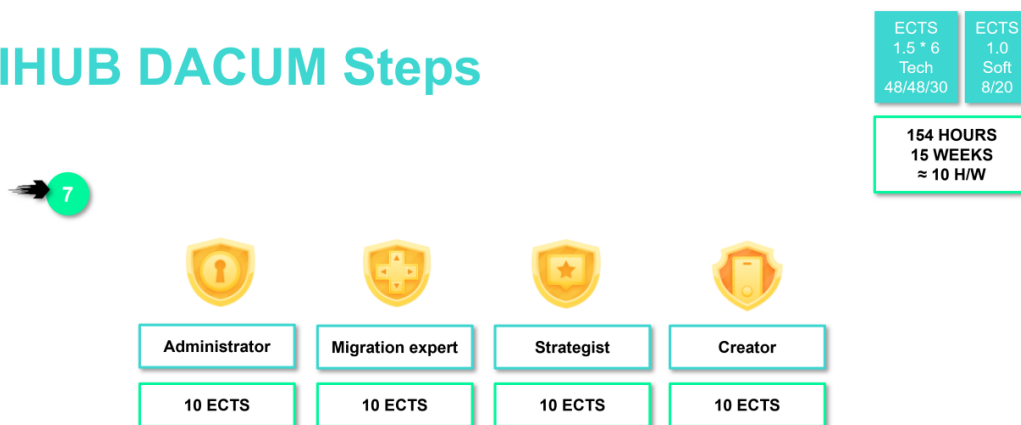 IHUB DACUM Steps
ECTS
1.5 * 6
Tech
48/48/30
ECTS
1.0
Soft
8/20
154 HOURS
15 WEEKS
≈ 10 H/W
7
Administrator
Migration expert
Strategist
Creator
10 ECTS
10 ECTS
10 ECTS
10 ECTS